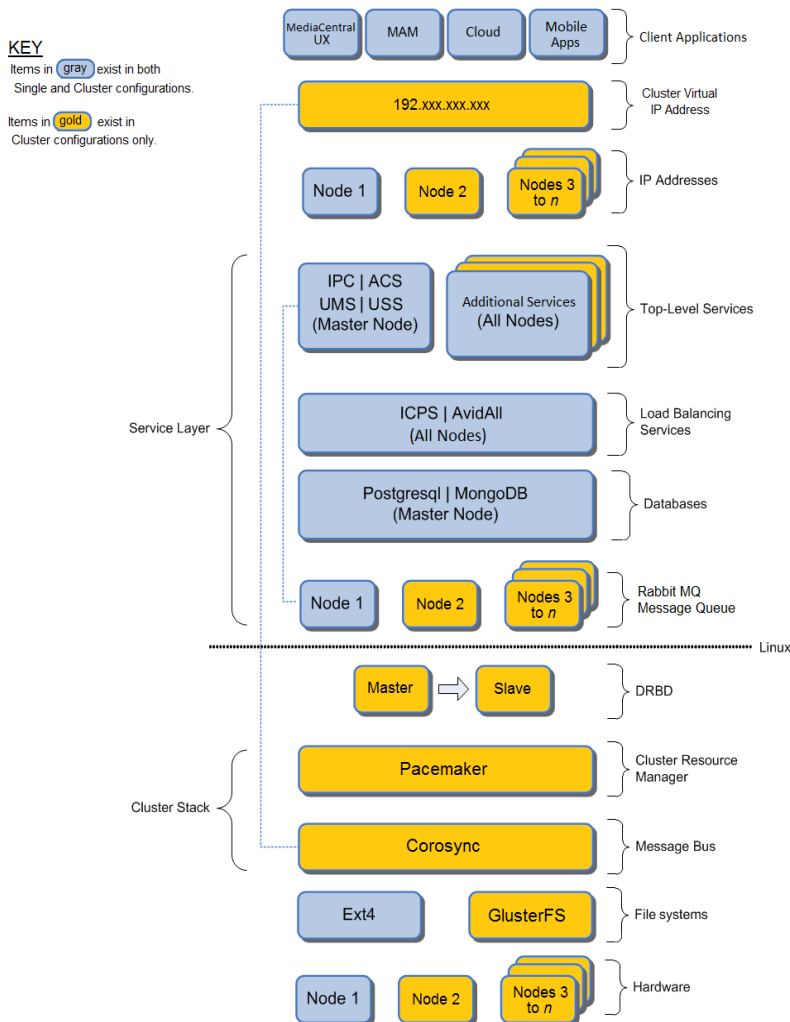 MediaCentral
UX
MAM
Cloud
Mobile
Apps
Client Applications
KEY
Items in gray exist in both
Single and Cluster configurations.
Items in gold exist in
Cluster configurations only.
192.xxx.xxx.xxx
Cluster Virtual
IP Address
Node 1
Node 2
Nodes 3
to n
IP Addresses
IPC | ACS
UMS | USS
(Master Node)
Additional Services
(All Nodes)
Top-Level Services
Service Layer
ICPS | AvidAll
(All Nodes)
Load Balancing
Services
Postgresql | MongoDB
(Master Node)
Databases
Node 1
Node 2
Nodes 3
to n
Rabbit MQ
Message Queue
Linux
Master
Slave
DRBD
Cluster Stack
Pacemaker
Cluster Resource
Manager
Corosync
Message Bus
Ext4
GlusterFS
File systems
Node 1
Node 2
Nodes 3
to n
Hardware